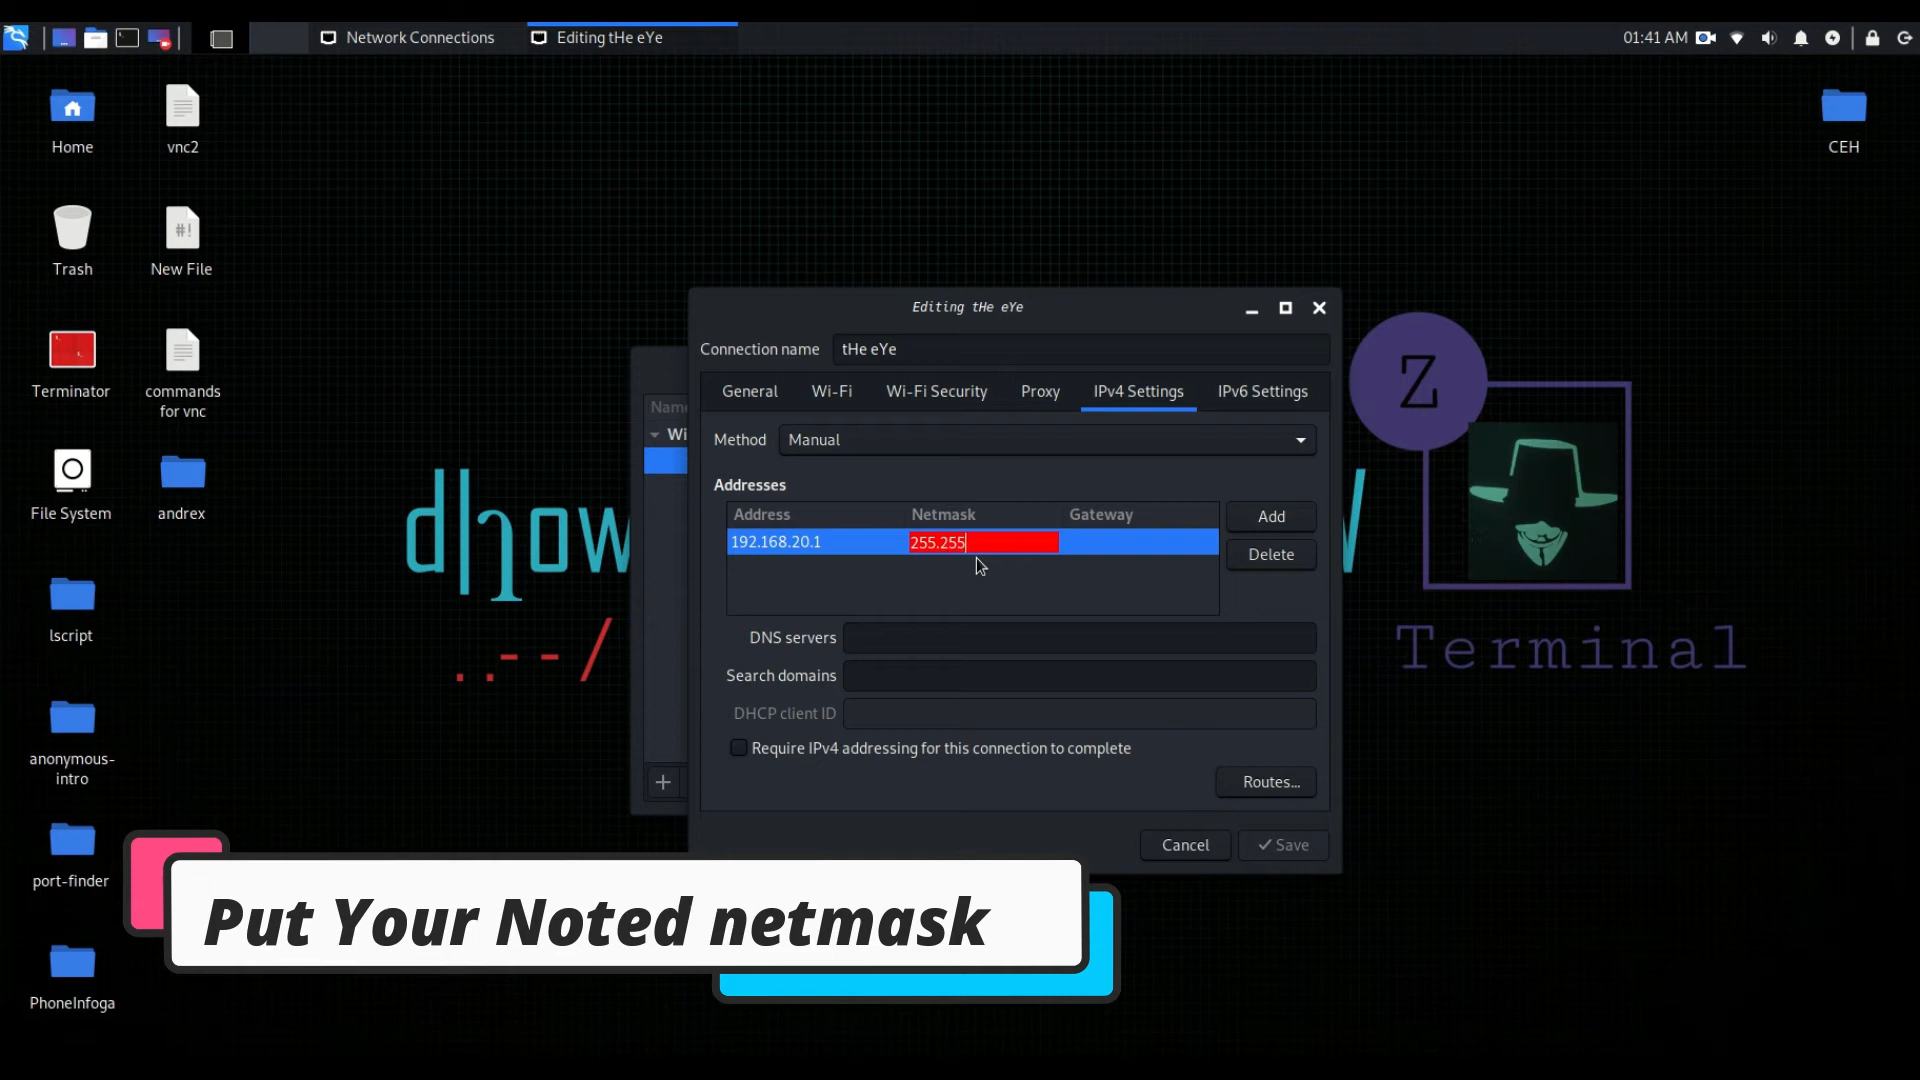 Network Connections
Editing tHe eYe
01:41 AM
Home
vnc2
CEH
Trash
New File
Terminator
commands
for vnc
File System
andrex
lscript
anonymous-
intro
port-finder
PhoneInfoga
Editing tHe eYe
Connection name
tHe eYe
General
Wi-Fi
Wi-Fi Security
Proxy
IPv4 Settings
IPv6 Settings
Name
Wi
Method
Manual
Addresses
Address
Netmask
Gateway
192.168.20.1
255.255
Add
Delete
DNS servers
Search domains
DHCP client ID
Require IPv4 addressing for this connection to complete
Routes...
Cancel
Save
Z
Terminal
Put Your Noted netmask